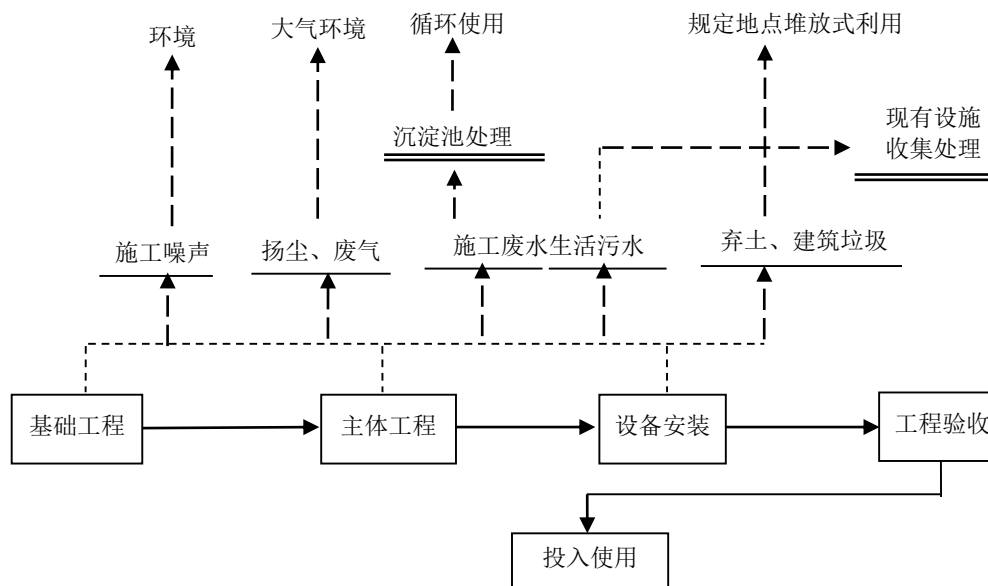 环境
大气环境
循环使用
规定地点堆放式利用
沉淀池处理
现有设施
收集处理
施工噪声
扬尘、废气
施工废水
生活污水
弃土、建筑垃圾
基础工程
主体工程
设备安装
工程验收
投入使用